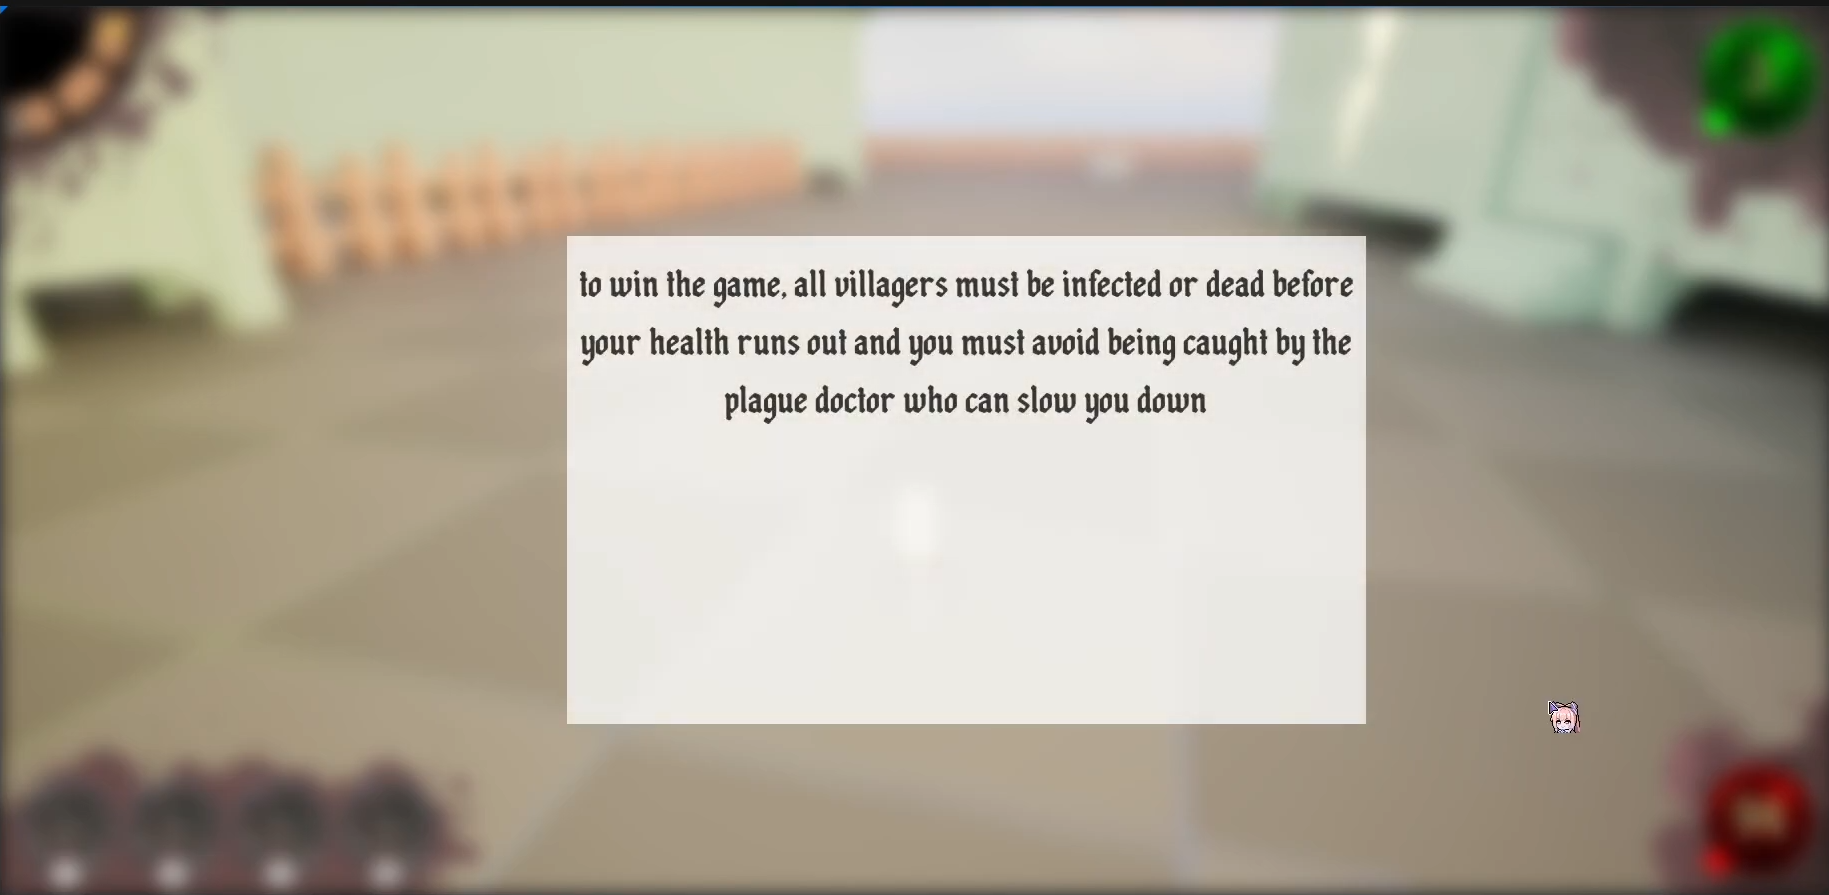 to win the game, all villagers must be infected or dead before
your health runs out and you must avoid being caught by the
plague doctor who can slow you down